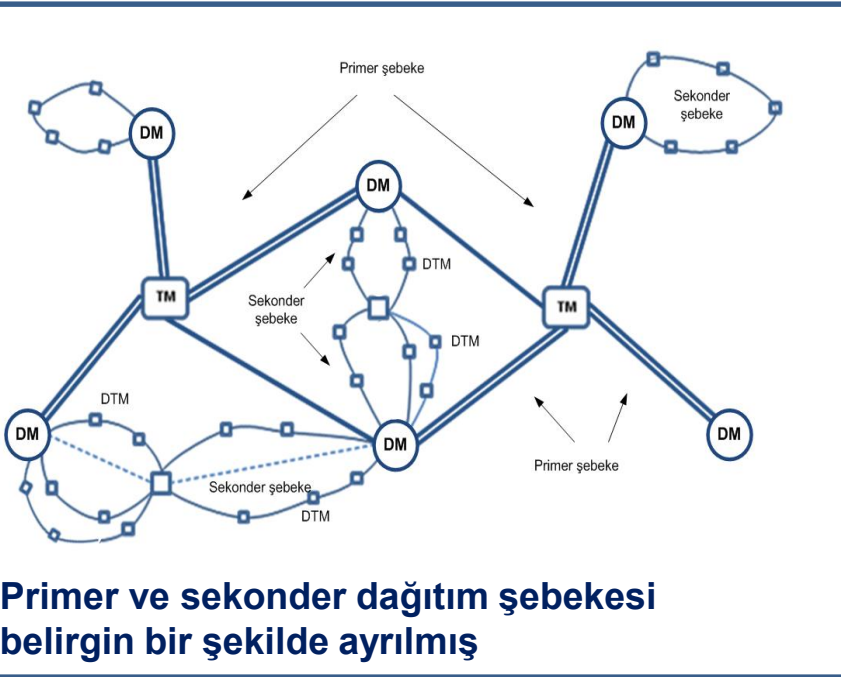 Primer şebeke
DM
Sekonder
şebeke
DM
DM
DTM
TM
Sekonder
şebeke
TM
DTM
DTM
DM
DM
DM
Sekonder şebeke
Primer şebeke
DTM
Primer ve sekonder dağıtım şebekesi
belirgin bir şekilde ayrılmış